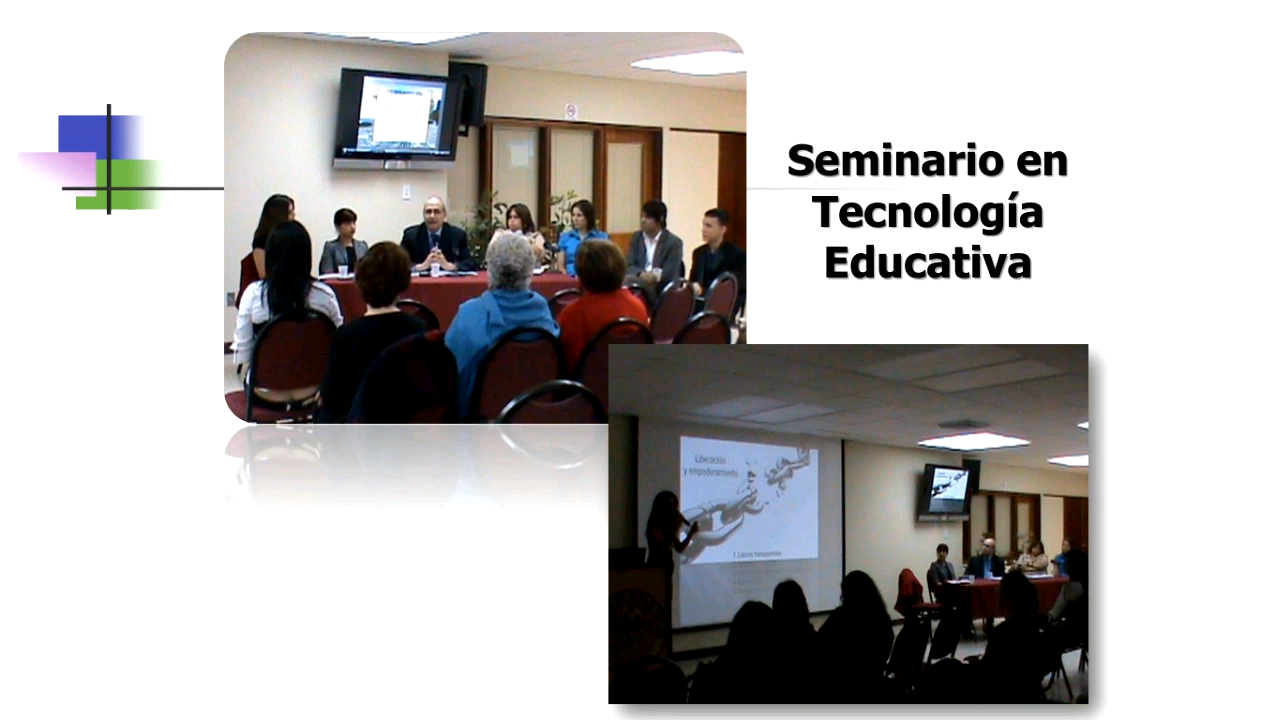 Seminario en
Tecnología
Educativa
Liberación
y empoderamiento